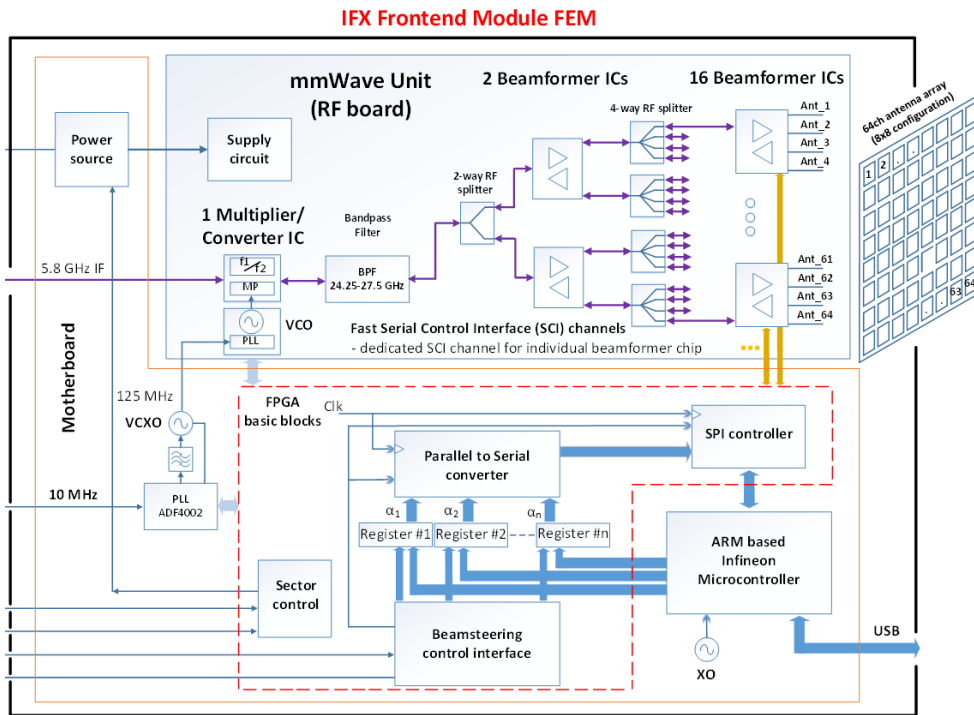 IFX Frontend Module FEM
mmWave Unit
(RF board)
2 Beamformer ICs
16 Beamformer ICs
64ch antenna array
(8x8 configuration)
Power
source
Supply
circuit
4-way RF splitter
Ant_1
Ant_2
Ant_3
Ant_4
1
2
.
.
2-way RF
splitter
1 Multiplier/
Converter IC
Bandpass
Filter
f1
f2
MP
BPF
24.25-27.5 GHz
5.8 GHz IF
VCO
PLL
Ant_61
Ant_62
Ant_63
Ant_64
63
64
Fast Serial Control Interface (SCI) channels
- dedicated SCI channel for individual beamformer chip
Motherboard
125 MHz
VCXO
FPGA
basic blocks
Clk
SPI controller
Parallel to Serial
converter
10 MHz
PLL
ADF4002
α1
α2
αn
Register #1
Register #2
Register #n
ARM based
Infineon
Microcontroller
Sector
control
Beamsteering
control interface
XO
USB